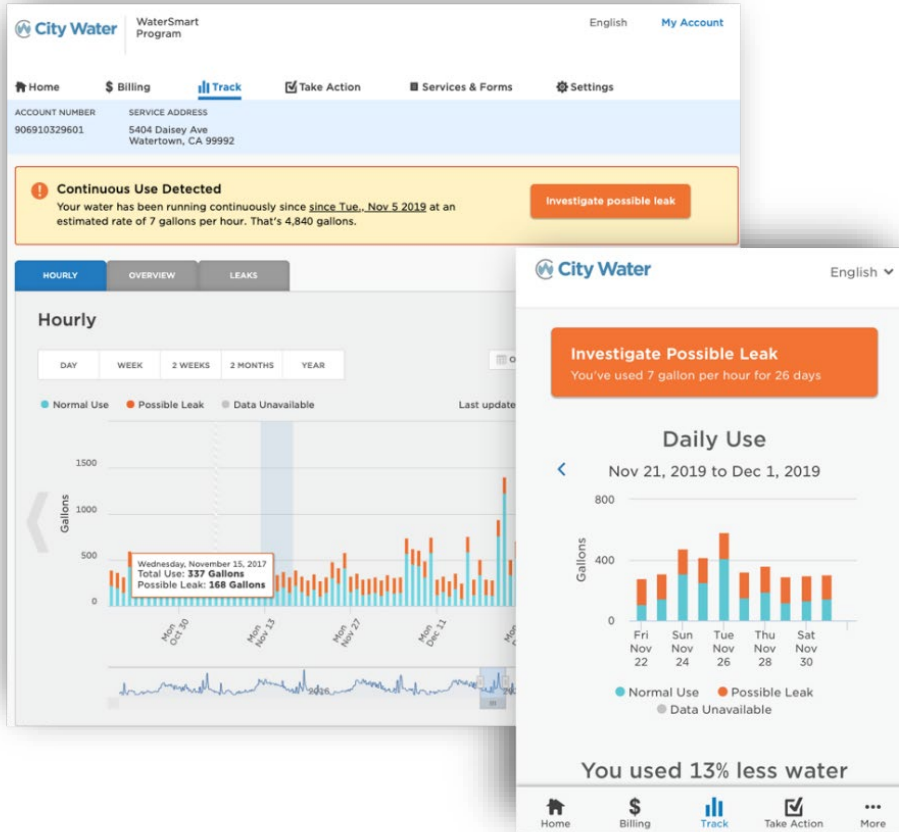 City Water
WaterSmart
Program
English
My Account
Home
Billing
Track
Take Action
Services & Forms
Settings
ACCOUNT NUMBER
SERVICE ADDRESS
906910329601
5404 Daisey Ave
Watertown, CA 99992
Continuous Use Detected
Your water has been running continuously since since Tue., Nov 5 2019 at an
estimated rate of 7 gallons per hour. That's 4,840 gallons.
Investigate possible leak
HOURLY
OVERVIEW
LEAKS
Hourly
DAY
WEEK
2 WEEKS
2 MONTHS
YEAR
Normal Use
Possible Leak
Data Unavailable
Last update
Gallons
1500
1000
500
0
Wednesday, November 15, 2017
Total Use: 337 Gallons
Possible Leak: 168 Gallons
Mon
Oct 30
Mon
Nov 13
Mon
Nov 27
Mon
Dec 11
2016
City Water
English
Investigate Possible Leak
You've used 7 gallon per hour for 26 days
Daily Use
Nov 21, 2019 to Dec 1, 2019
Gallons
800
400
0
Fri
Nov
22
Sun
Nov
24
Tue
Nov
26
Thu
Nov
28
Sat
Nov
30
Normal Use
Possible Leak
Data Unavailable
You used 13% less water
Home
Billing
Track
Take Action
More